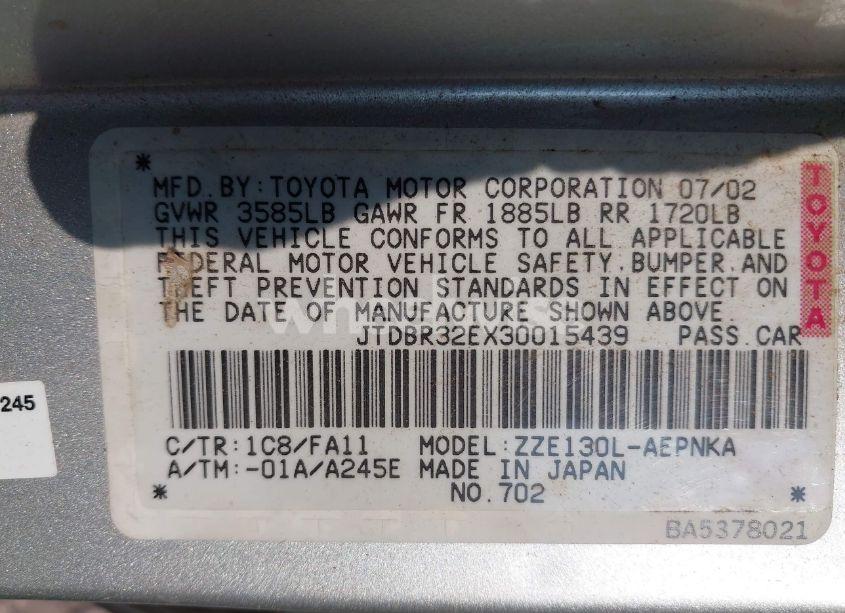 MFD. BY: TOYOTA MOTOR CORPORATION 07/02
GVWR 3585LB GAWR FR 1885LB RR 1720LB
THIS VEHICLE CONFORMS TO ALL APPLICABLE
FEDERAL MOTOR VEHICLE SAFETY, BUMPER, AND
THEFT PREVENTION STANDARDS IN EFFECT ON
THE DATE OF MANUFACTURE SHOWN ABOVE.
JTDBR32EX30015439 PASS. CAR
TOYOTA
245
C/TR: 1C8/FA11 MODEL: ZZE130L-AEPNKA
A/TM: -01A/A245E MADE IN JAPAN
NO. 702
BA5378021